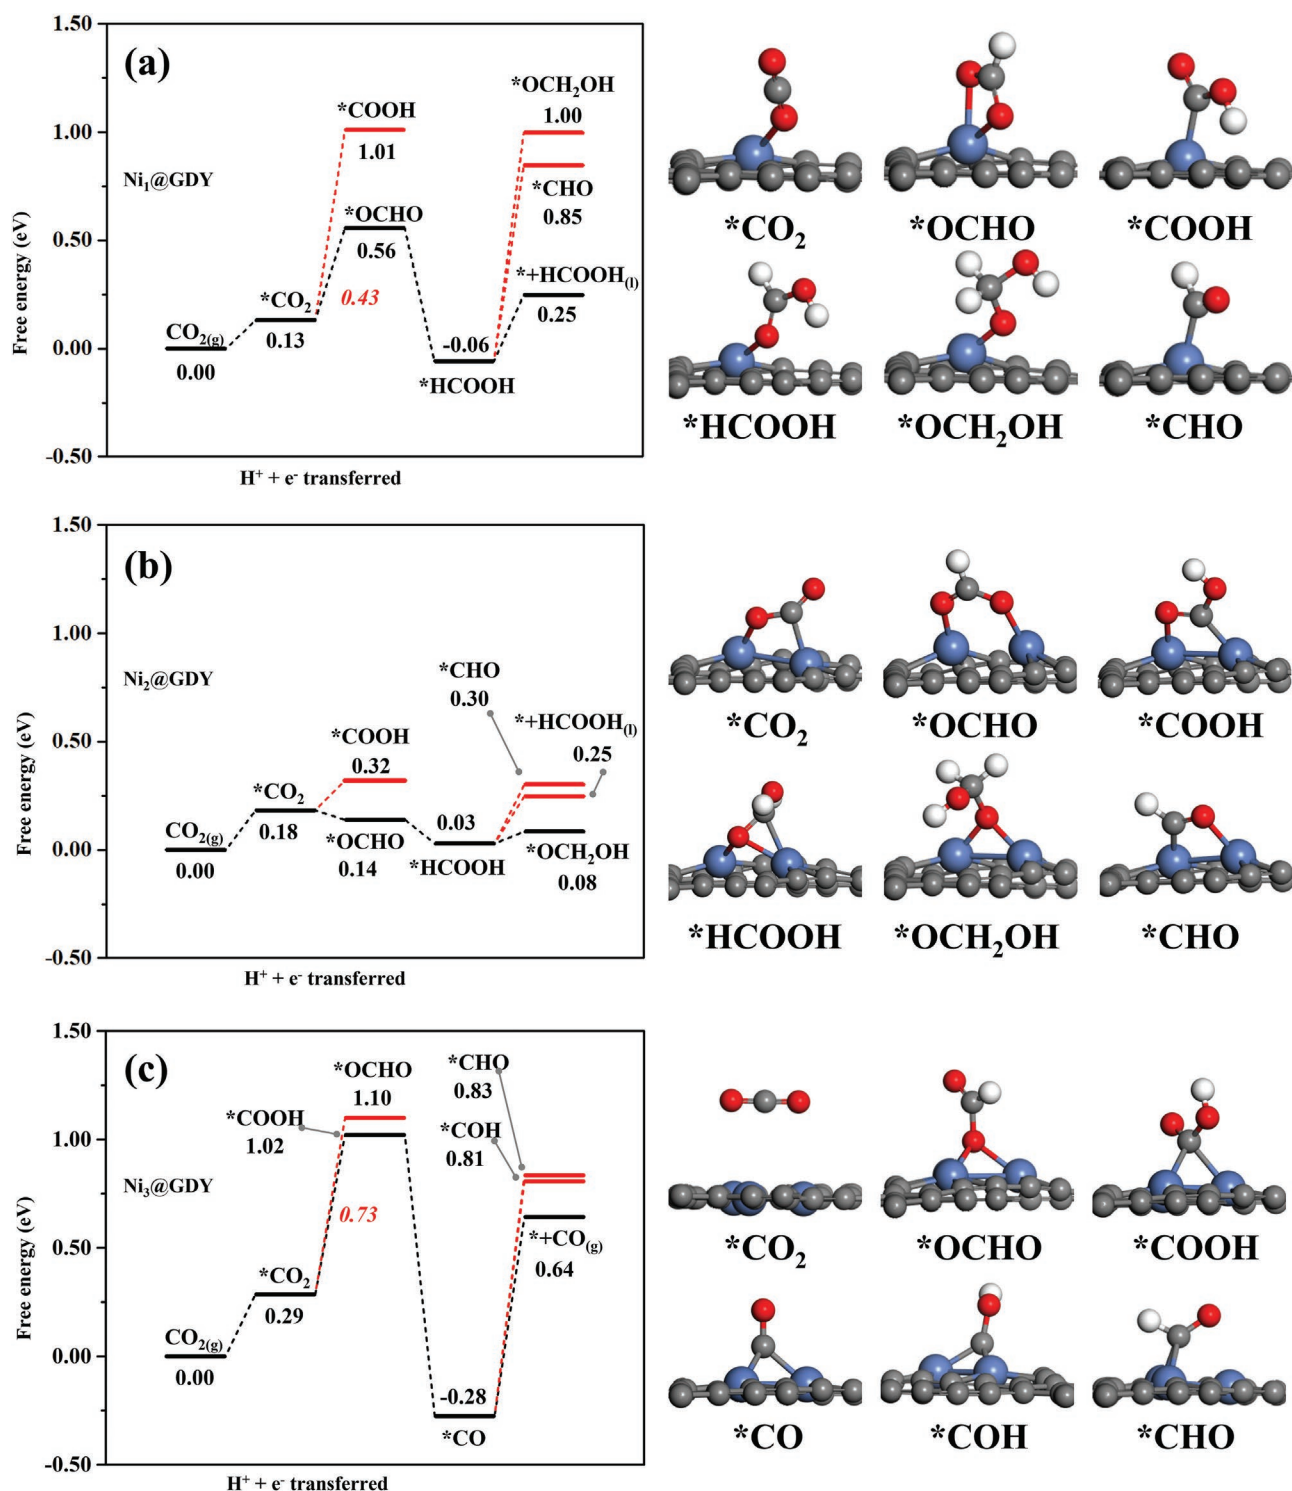 (a)
Ni₁@GDY
Free energy (eV)
1.50
1.00
0.50
0.00
-0.50
CO₂₍g₎
0.00
*CO₂
0.13
*COOH
1.01
*OCHO
0.56
0.43
-0.06
*HCOOH
*OCH₂OH
1.00
*CHO
0.85
*+HCOOH₍l₎
0.25
H⁺ + e⁻ transferred
*CO₂ *OCHO *COOH
*HCOOH *OCH₂OH *CHO
(b)
Ni₂@GDY
Free energy (eV)
1.50
1.00
0.50
0.00
-0.50
CO₂₍g₎
0.00
*CO₂
0.18
*COOH
0.32
*OCHO
0.14
0.03
*HCOOH
*CHO
0.30
*+HCOOH₍l₎
0.25
*OCH₂OH
0.08
H⁺ + e⁻ transferred
*CO₂ *OCHO *COOH
*HCOOH *OCH₂OH *CHO
(c)
Ni₃@GDY
Free energy (eV)
1.50
1.00
0.50
0.00
-0.50
CO₂₍g₎
0.00
*CO₂
0.29
*COOH
1.02
*OCHO
1.10
0.73
-0.28
*CO
*CHO
0.83
*COH
0.81
*+CO₍g₎
0.64
H⁺ + e⁻ transferred
*CO₂ *OCHO *COOH
*CO *COH *CHO